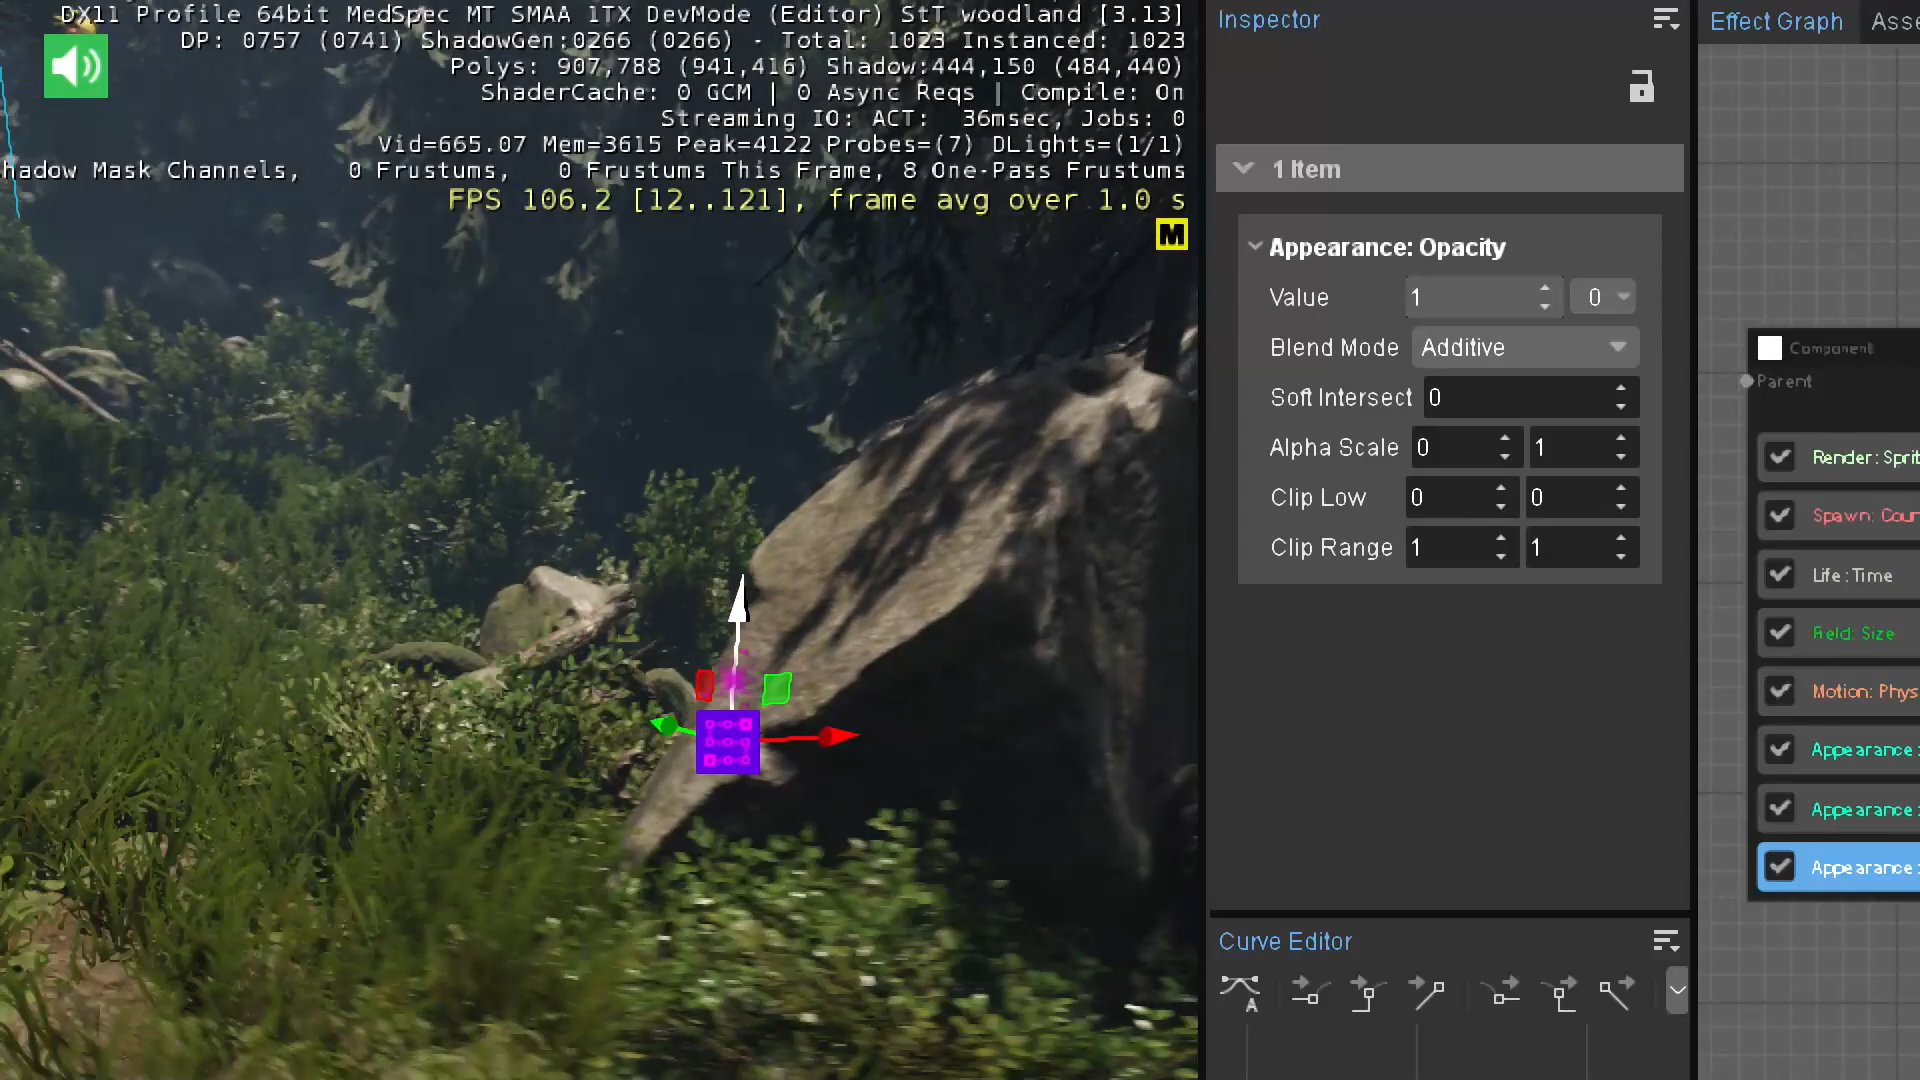 DX11 Profile 64bit MedSpec MT SMAA 1TX DevMode (Editor) StT woodland [3.13]
DP: 0757 (0741) ShadowGen:0266 (0266) - Total: 1023 Instanced: 1023
Polys: 907,788 (941,416) Shadow:444,150 (484,440)
ShaderCache: 0 GCM | 0 Async Reqs | Compile: On
Streaming IO: ACT: 36msec, Jobs: 0
Vid=665.07 Mem=3615 Peak=4122 Probes=(7) DLights=(1/1)
hadow Mask Channels, 0 Frustums, 0 Frustums This Frame, 8 One-Pass Frustums
FPS 106.2 [12..121], frame avg over 1.0 s
M
Inspector
1 Item
Appearance: Opacity
Value 1 0
Blend Mode Additive
Soft Intersect 0
Alpha Scale 0 1
Clip Low 0 0
Clip Range 1 1
Curve Editor
A
Effect Graph Asse
Component
Parent
Render: Sprit
Spawn: Coun
Life: Time
Field: Size
Motion: Phys
Appearance:
Appearance:
Appearance: